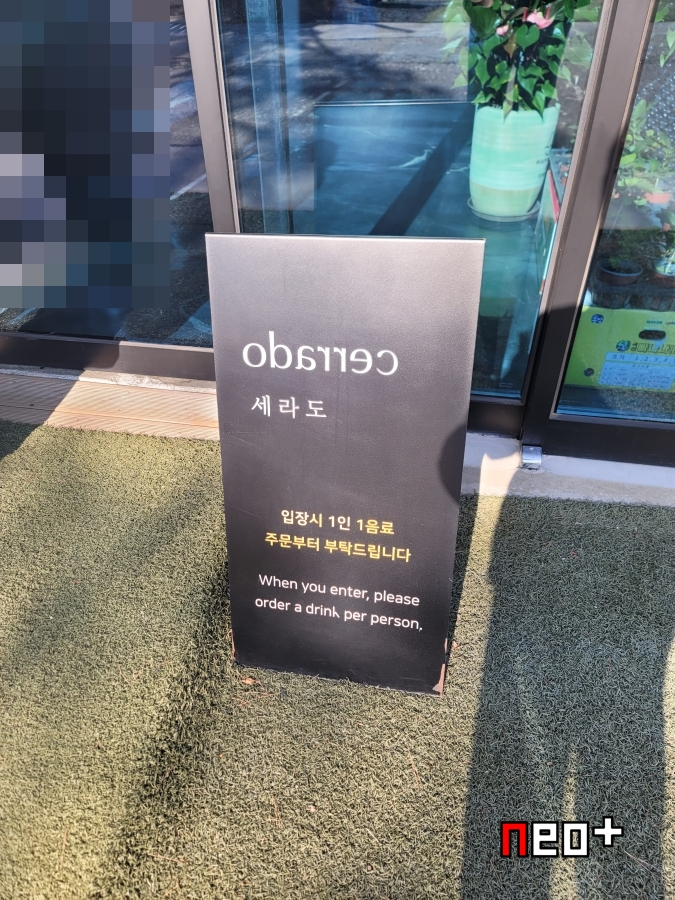 cerrado
세라도
입장시 1인 1음료
주문부터 부탁드립니다
When you enter, please
order a drink per person.
neo+